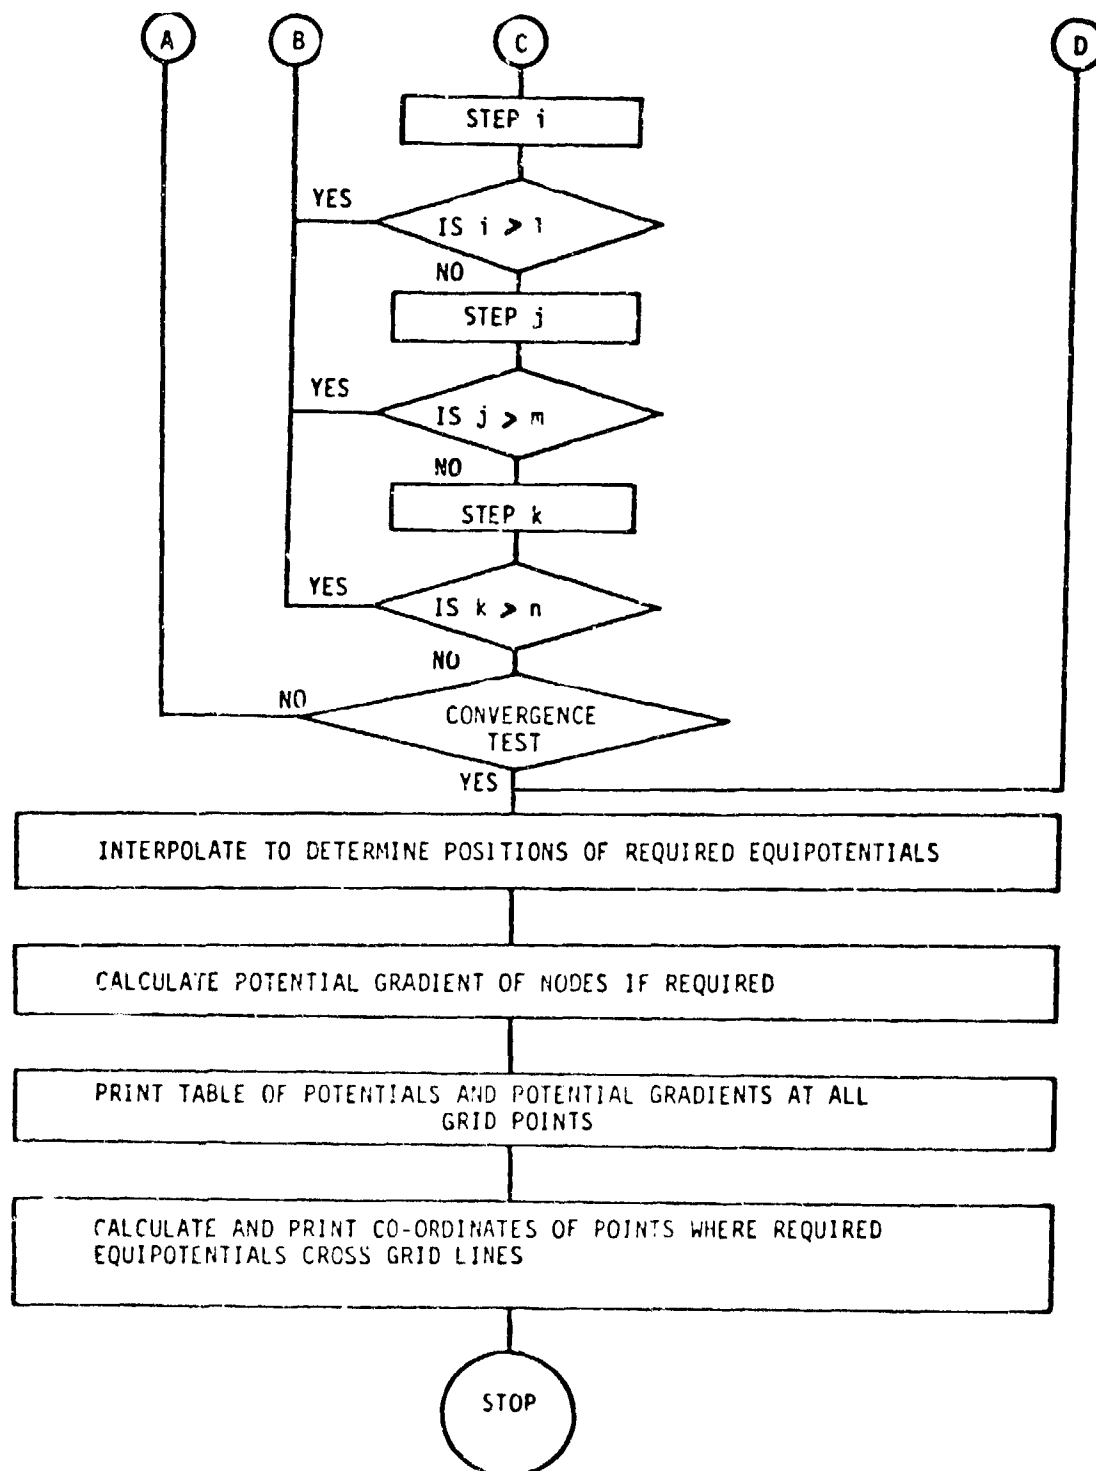 A
B
C
D
STEP i
YES
IS i > l
NO
STEP j
YES
IS j > m
NO
STEP k
YES
IS k > n
NO
NO
CONVERGENCE
TEST
YES
INTERPOLATE TO DETERMINE POSITIONS OF REQUIRED EQUIPOTENTIALS
CALCULATE POTENTIAL GRADIENT OF NODES IF REQUIRED
PRINT TABLE OF POTENTIALS AND POTENTIAL GRADIENTS AT ALL
GRID POINTS
CALCULATE AND PRINT CO-ORDINATES OF POINTS WHERE REQUIRED
EQUIPOTENTIALS CROSS GRID LINES
STOP